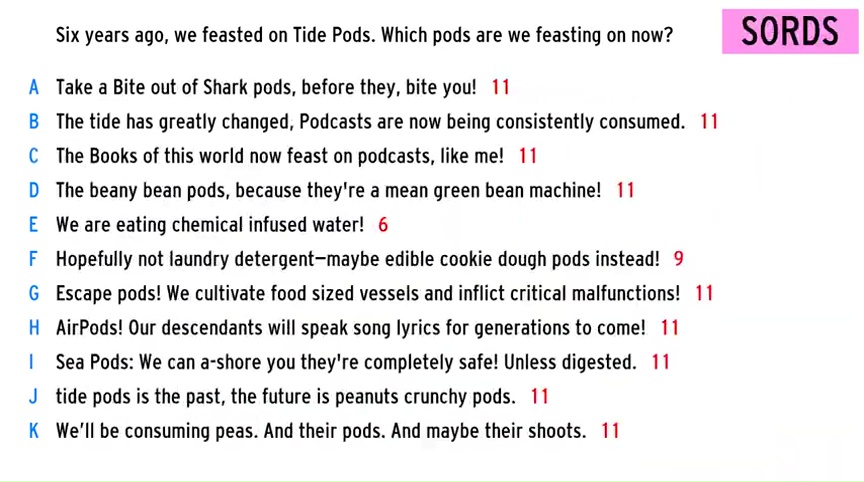 Six years ago, we feasted on Tide Pods. Which pods are we feasting on now?
SORDS
A Take a Bite out of Shark pods, before they, bite you! 11
B The tide has greatly changed, Podcasts are now being consistently consumed. 11
C The Books of this world now feast on podcasts, like me! 11
D The beany bean pods, because they're a mean green bean machine! 11
E We are eating chemical infused water! 6
F Hopefully not laundry detergent—maybe edible cookie dough pods instead! 9
G Escape pods! We cultivate food sized vessels and inflict critical malfunctions! 11
H AirPods! Our descendants will speak song lyrics for generations to come! 11
I Sea Pods: We can a-shore you they're completely safe! Unless digested. 11
J tide pods is the past, the future is peanuts crunchy pods. 11
K We'll be consuming peas. And their pods. And maybe their shoots. 11